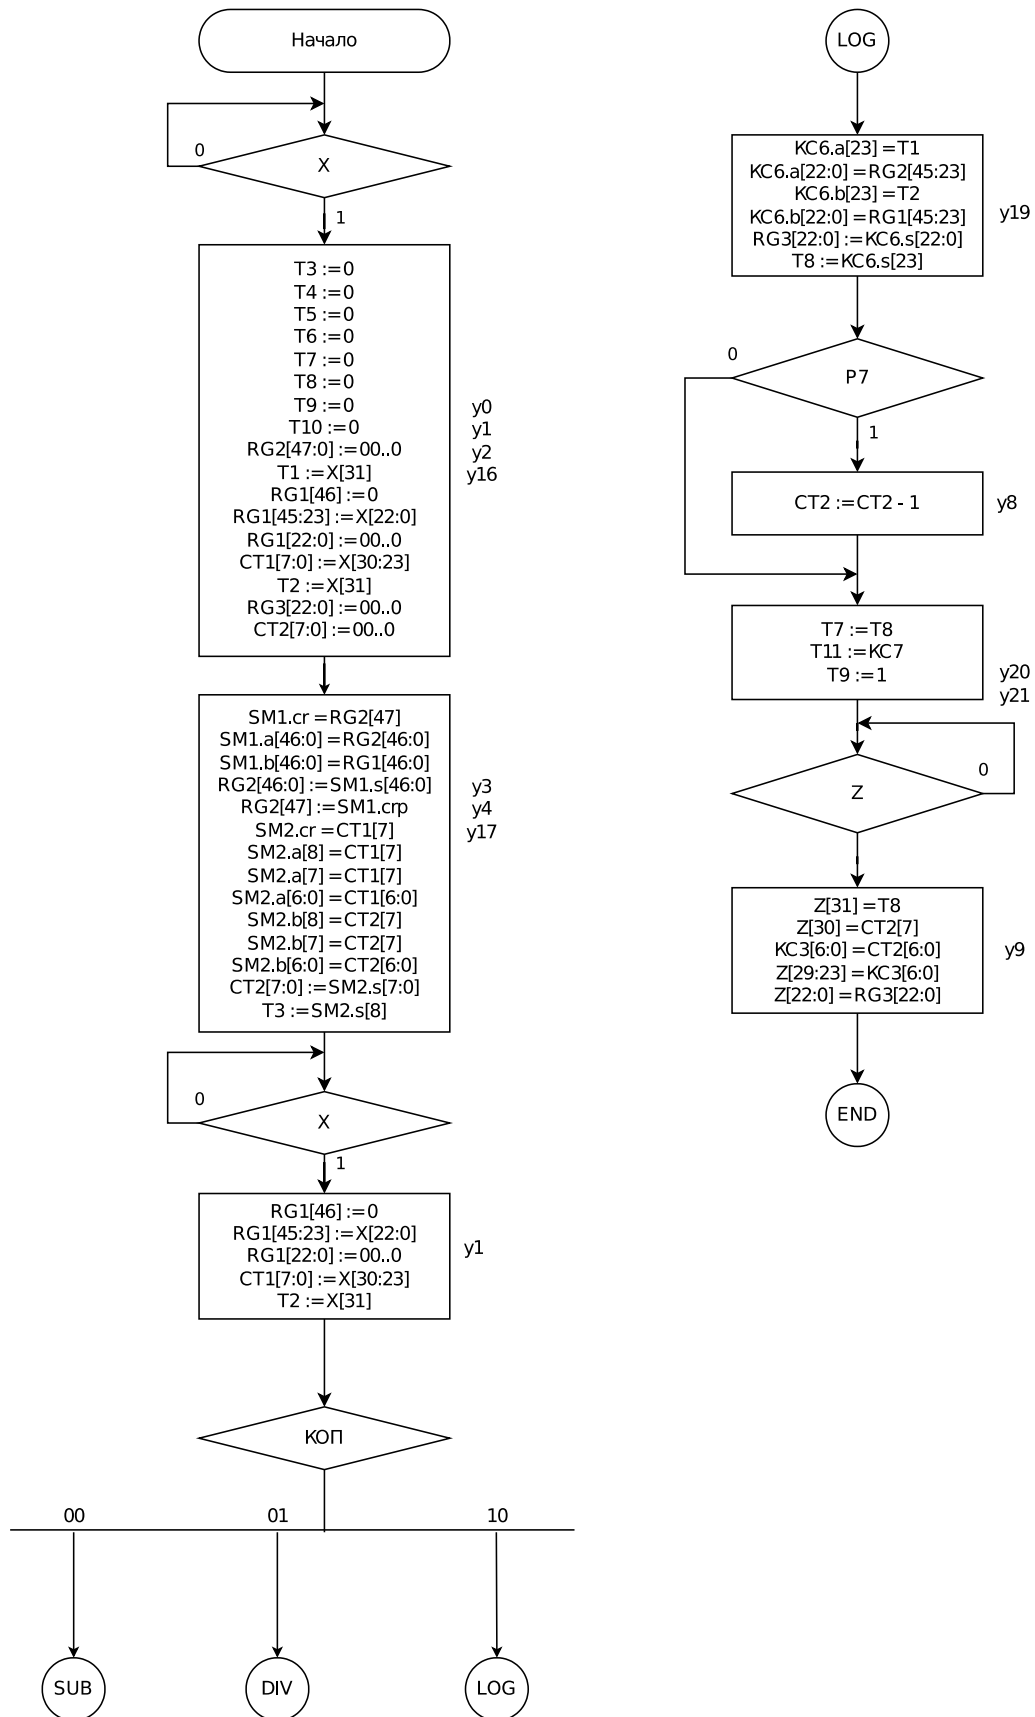 Начало
X
0
1
T3 :=0
T4 :=0
T5 :=0
T6 :=0
T7 :=0
T8 :=0
T9 :=0
T10 :=0
RG2[47:0] :=00..0
T1 :=X[31]
RG1[46] :=0
RG1[45:23] :=X[22:0]
RG1[22:0] :=00..0
CT1[7:0] :=X[30:23]
T2 :=X[31]
RG3[22:0] :=00..0
CT2[7:0] :=00..0
y0
y1
y2
y16
SM1.cr =RG2[47]
SM1.a[46:0] =RG2[46:0]
SM1.b[46:0] =RG1[46:0]
RG2[46:0] :=SM1.s[46:0]
RG2[47] :=SM1.crp
SM2.cr =CT1[7]
SM2.a[8] =CT1[7]
SM2.a[7] =CT1[7]
SM2.a[6:0] =CT1[6:0]
SM2.b[8] =CT2[7]
SM2.b[7] =CT2[7]
SM2.b[6:0] =CT2[6:0]
CT2[7:0] :=SM2.s[7:0]
T3 :=SM2.s[8]
y3
y4
y17
0
X
1
RG1[46] :=0
RG1[45:23] :=X[22:0]
RG1[22:0] :=00..0
CT1[7:0] :=X[30:23]
T2 :=X[31]
y1
КОП
00
01
10
SUB
DIV
LOG
LOG
KC6.a[23] =T1
KC6.a[22:0] =RG2[45:23]
KC6.b[23] =T2
KC6.b[22:0] =RG1[45:23]
RG3[22:0] :=KC6.s[22:0]
T8 :=KC6.s[23]
y19
0
P7
1
CT2 :=CT2 - 1
y8
T7 :=T8
T11 :=KC7
T9 :=1
y20
y21
0
Z
Z[31] =T8
Z[30] =CT2[7]
KC3[6:0] =CT2[6:0]
Z[29:23] =KC3[6:0]
Z[22:0] =RG3[22:0]
y9
END